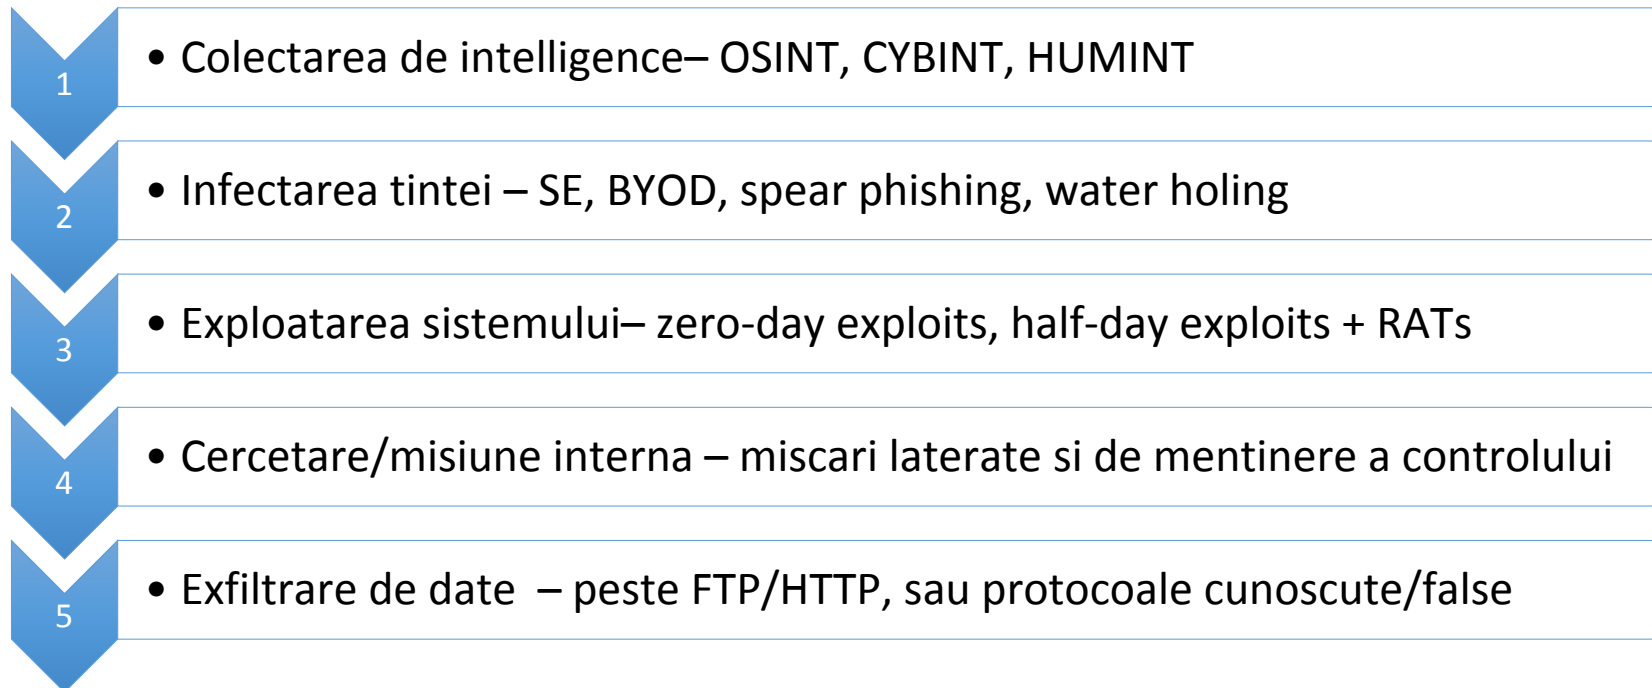 1
• Colectarea de intelligence– OSINT, CYBINT, HUMINT
2
• Infectarea tintei – SE, BYOD, spear phishing, water holing
3
• Exploatarea sistemului– zero-day exploits, half-day exploits + RATs
4
• Cercetare/misiune interna – miscari laterate si de mentinere a controlului
5
• Exfiltrare de date – peste FTP/HTTP, sau protocoale cunoscute/false